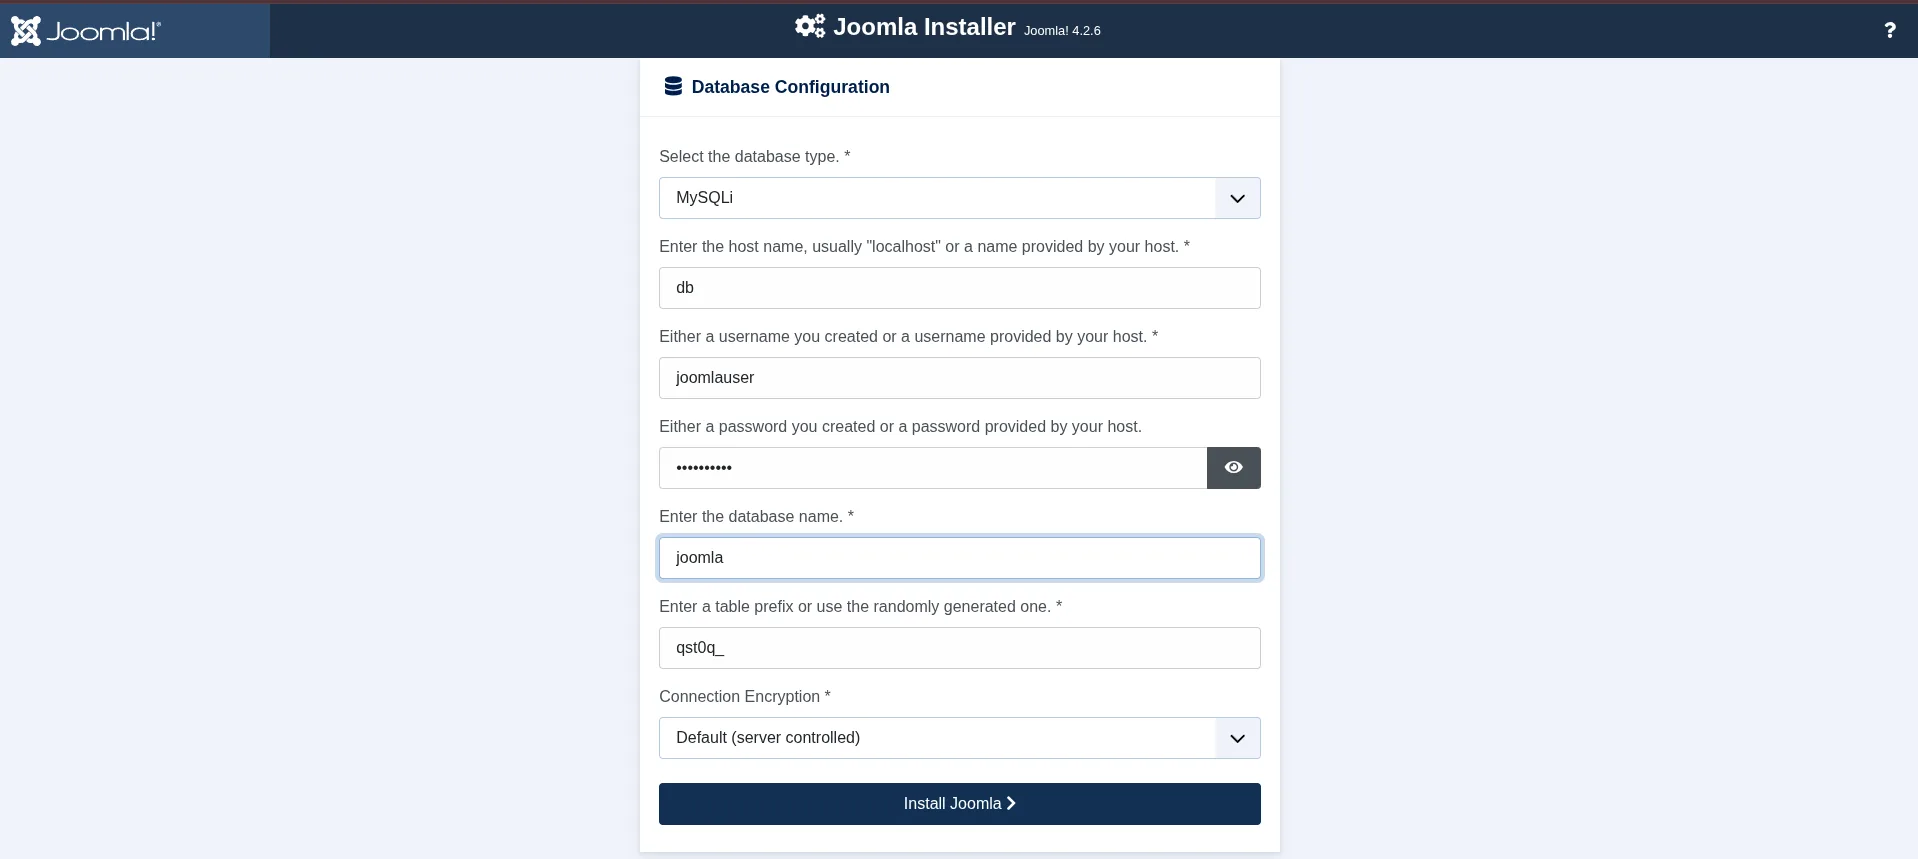 Joomla!®
Joomla Installer Joomla! 4.2.6
?
Database Configuration
Select the database type. *
MySQLi
Enter the host name, usually "localhost" or a name provided by your host. *
db
Either a username you created or a username provided by your host. *
joomlauser
Either a password you created or a password provided by your host.
••••••••••
Enter the database name. *
joomla
Enter a table prefix or use the randomly generated one. *
qst0q_
Connection Encryption *
Default (server controlled)
Install Joomla